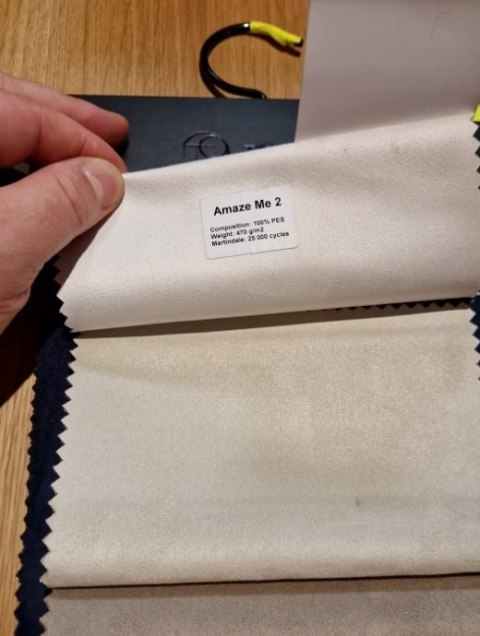 Amaze Me 2
Composition: 100% PES
Weight: 470 g/m2
Martindale: 25 000 cycles